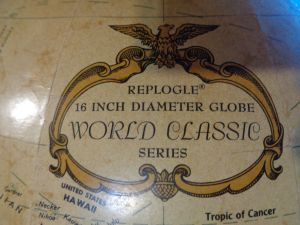 REPLOGLE®
16 INCH DIAMETER GLOBE
WORLD CLASSIC
SERIES
UNITED STATES
HAWAII
Necker
Nihoa
Tropic of Cancer